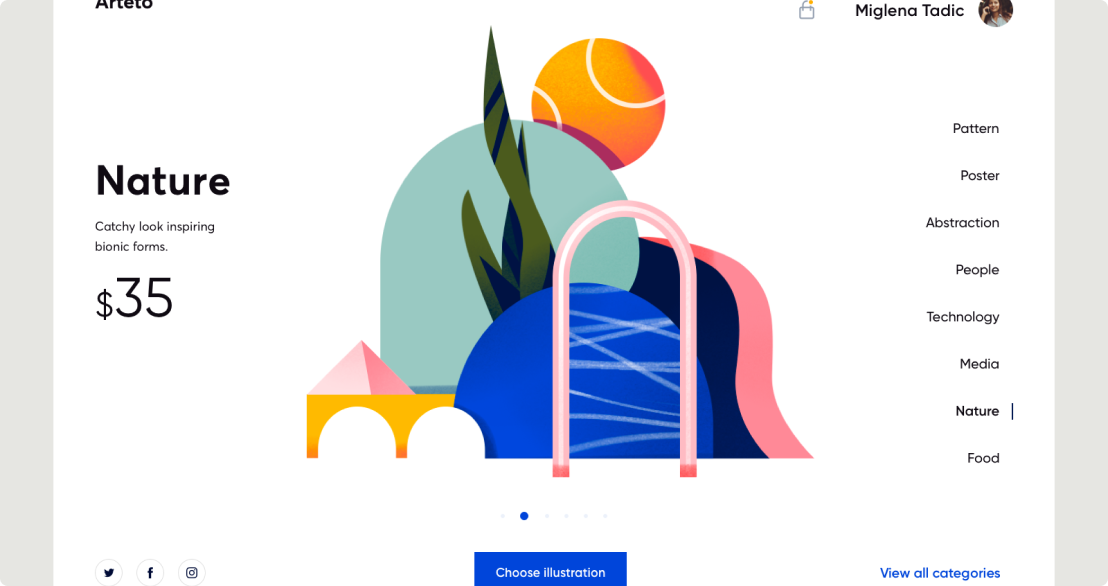 Arteto
Miglena Tadic
Nature
Catchy look inspiring
bionic forms.
$35
Pattern
Poster
Abstraction
People
Technology
Media
Nature
Food
Choose illustration
View all categories